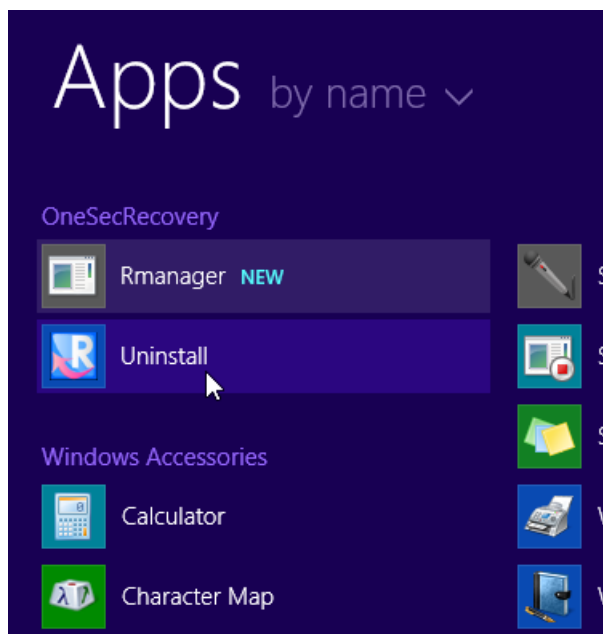 Apps by name
OneSecRecovery
Rmanager NEW
Uninstall
Windows Accessories
Calculator
Character Map
S
S
S
W
W